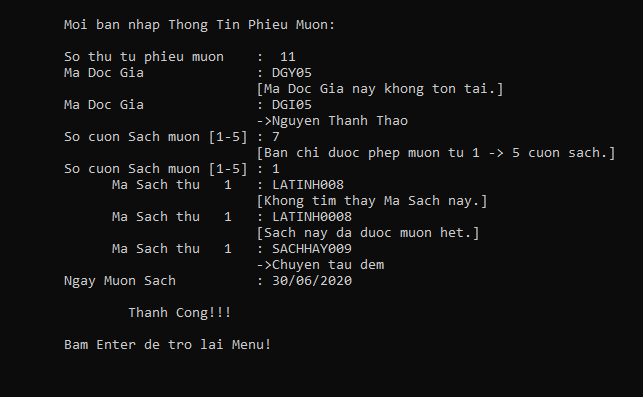 Moi ban nhap Thong Tin Phieu Muon:
So thu tu phieu muon    :  11
Ma Doc Gia              : DGY05
                        [Ma Doc Gia nay khong ton tai.]
Ma Doc Gia              : DGI05
                        ->Nguyen Thanh Thao
So cuon Sach muon [1-5] : 7
                        [Ban chi duoc phep muon tu 1 -> 5 cuon sach.]
So cuon Sach muon [1-5] : 1
      Ma Sach thu   1   : LATINH008
                        [Khong tim thay Ma Sach nay.]
      Ma Sach thu   1   : LATINH0008
                        [Sach nay da duoc muon het.]
      Ma Sach thu   1   : SACHHAY009
                        ->Chuyen tau dem
Ngay Muon Sach          : 30/06/2020
        Thanh Cong!!!
Bam Enter de tro lai Menu!